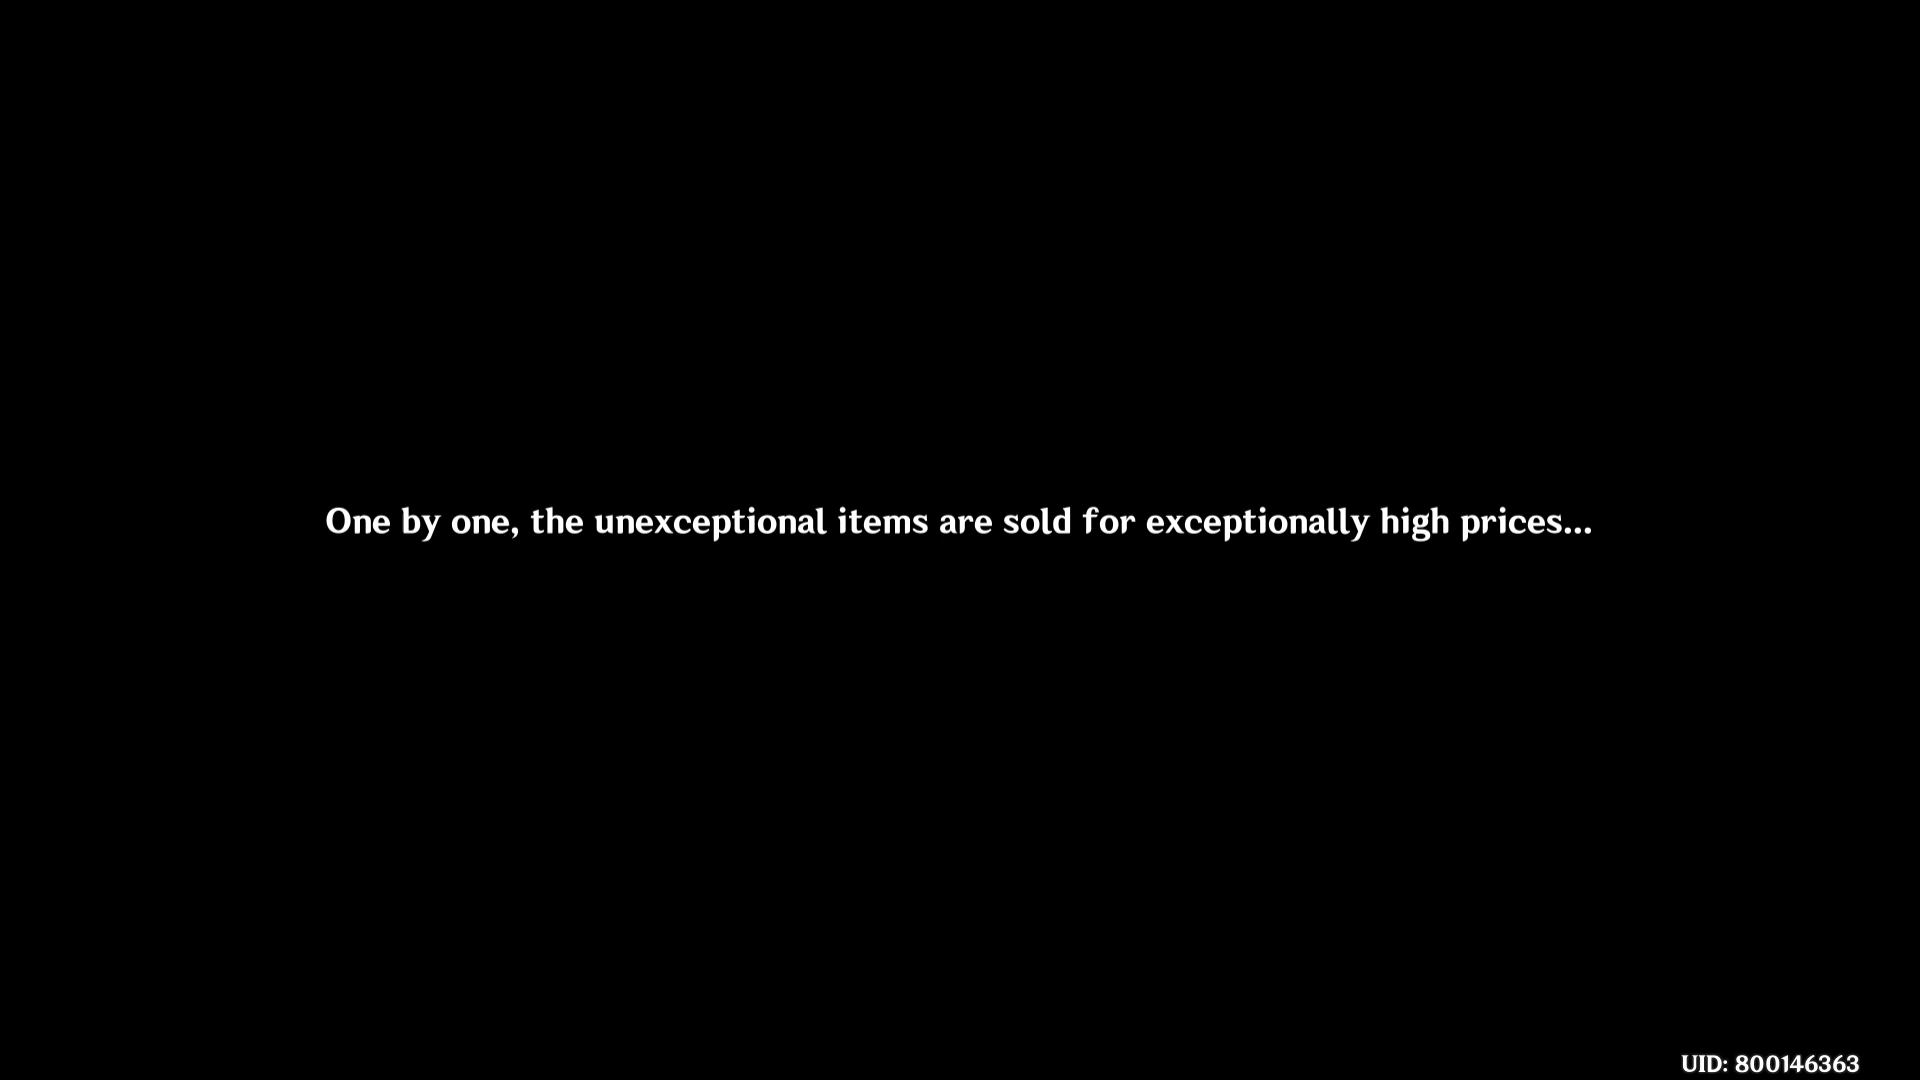 One by one, the unexceptional items are sold for exceptionally high prices...
UID: 800146363